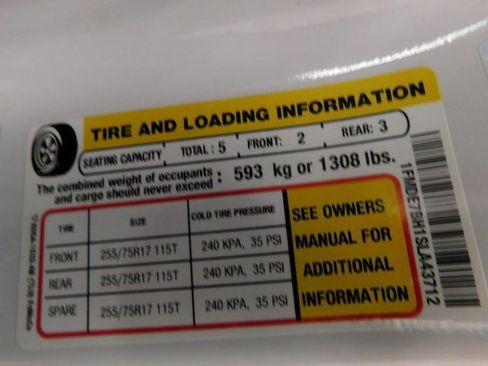 TIRE AND LOADING INFORMATION
SEATING CAPACITY TOTAL : 5 FRONT: 2 REAR: 3
The combined weight of occupants
and cargo should never exceed : 593 kg or 1308 lbs.
TIRE SIZE COLD TIRE PRESSURE
FRONT 255/75R17 115T 240 KPA, 35 PSI
REAR 255/75R17 115T 240 KPA, 35 PSI
SPARE 255/75R17 115T 240 KPA, 35 PSI
SEE OWNERS
MANUAL FOR
ADDITIONAL
INFORMATION